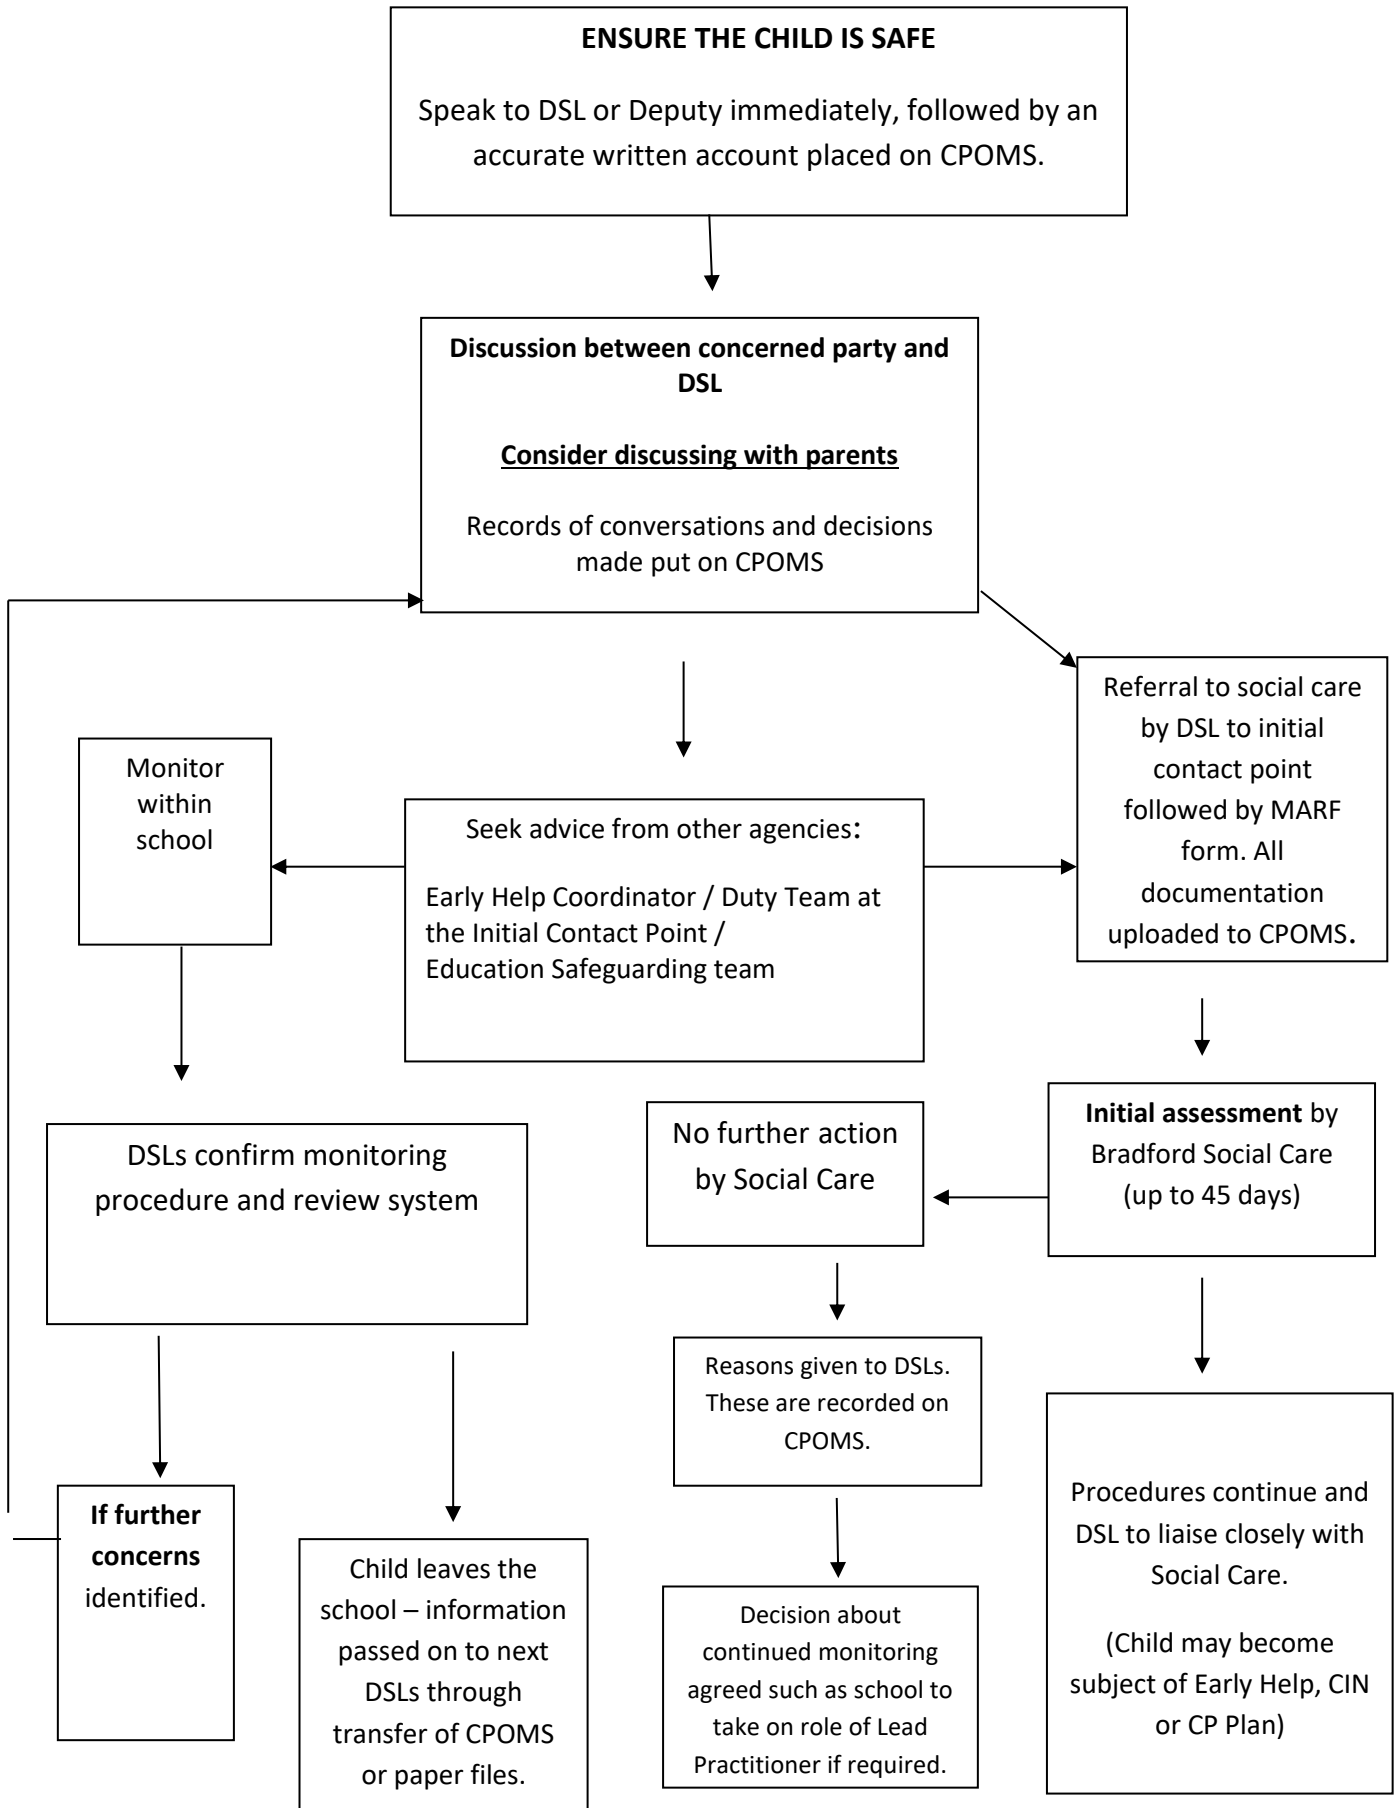 ENSURE THE CHILD IS SAFE
Speak to DSL or Deputy immediately, followed by an
accurate written account placed on CPOMS.
Discussion between concerned party and
DSL
Consider discussing with parents
Records of conversations and decisions
made put on CPOMS
Referral to social care
by DSL to initial
contact point
followed by MARF
form. All
documentation
uploaded to CPOMS.
Monitor
within
school
Seek advice from other agencies:
Early Help Coordinator / Duty Team at
the Initial Contact Point /
Education Safeguarding team
DSLs confirm monitoring
procedure and review system
No further action
by Social Care
Initial assessment by
Bradford Social Care
(up to 45 days)
Reasons given to DSLs.
These are recorded on
CPOMS.
If further
concerns
identified.
Child leaves the
school – information
passed on to next
DSLs through
transfer of CPOMS
or paper files.
Decision about
continued monitoring
agreed such as school to
take on role of Lead
Practitioner if required.
Procedures continue and
DSL to liaise closely with
Social Care.
(Child may become
subject of Early Help, CIN
or CP Plan)